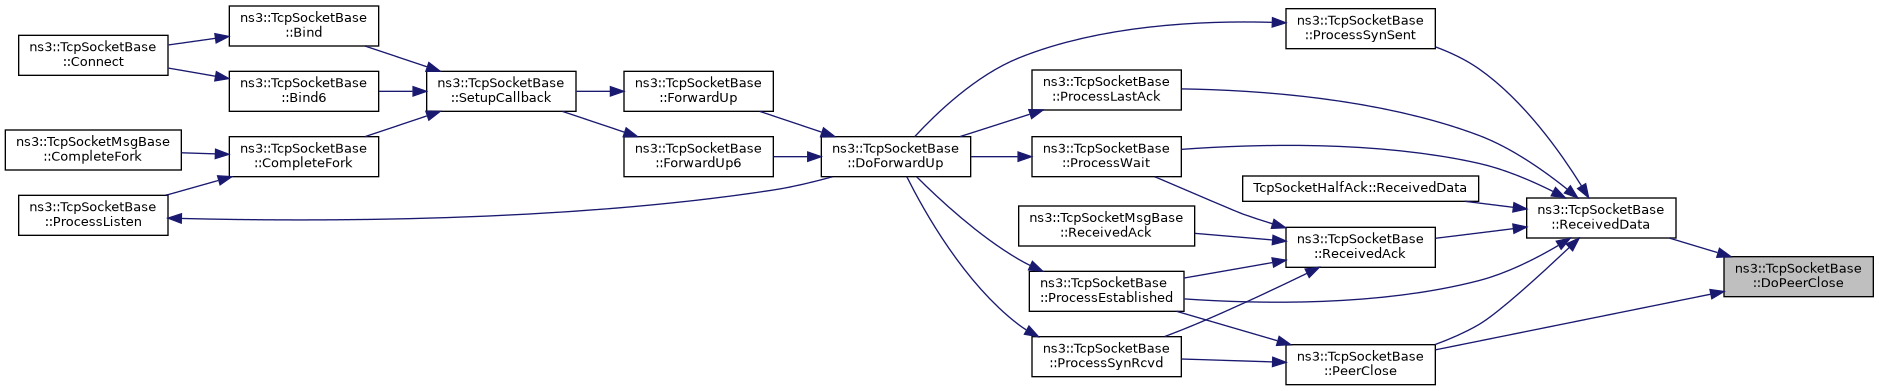 ns3::TcpSocketBase
::Connect
ns3::TcpSocketMsgBase
::CompleteFork
ns3::TcpSocketBase
::ProcessListen
ns3::TcpSocketBase
::Bind
ns3::TcpSocketBase
::Bind6
ns3::TcpSocketBase
::CompleteFork
ns3::TcpSocketBase
::SetupCallback
ns3::TcpSocketBase
::ForwardUp
ns3::TcpSocketBase
::ForwardUp6
ns3::TcpSocketBase
::DoForwardUp
ns3::TcpSocketBase
::ProcessLastAck
ns3::TcpSocketBase
::ProcessWait
ns3::TcpSocketMsgBase
::ReceivedAck
ns3::TcpSocketBase
::ProcessEstablished
ns3::TcpSocketBase
::ProcessSynRcvd
ns3::TcpSocketBase
::ProcessSynSent
TcpSocketHalfAck::ReceivedData
ns3::TcpSocketBase
::ReceivedAck
ns3::TcpSocketBase
::PeerClose
ns3::TcpSocketBase
::ReceivedData
ns3::TcpSocketBase
::DoPeerClose